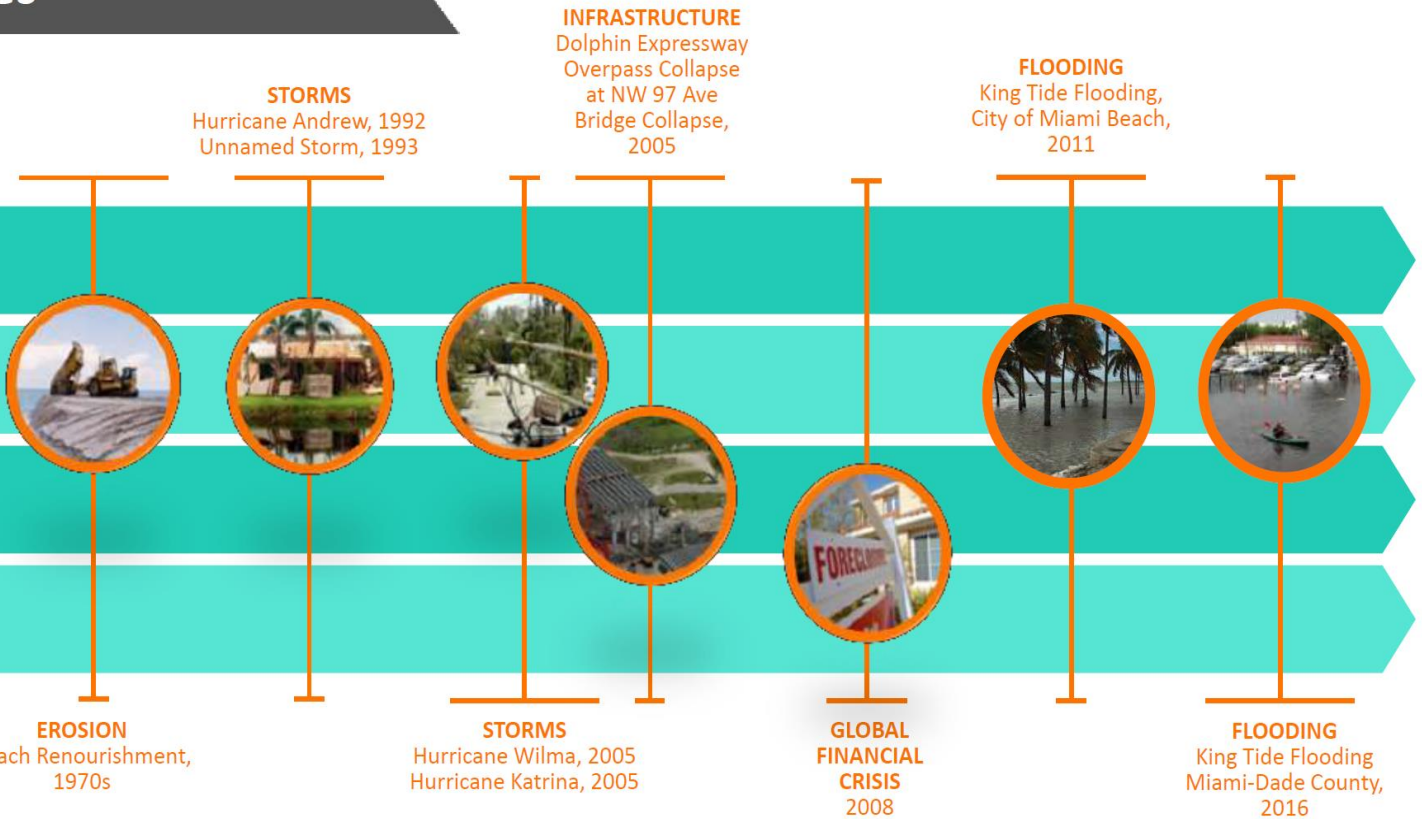 STORMS
Hurricane Andrew, 1992
Unnamed Storm, 1993
INFRASTRUCTURE
Dolphin Expressway
Overpass Collapse
at NW 97 Ave
Bridge Collapse,
2005
FLOODING
King Tide Flooding,
City of Miami Beach,
2011
FORECL
EROSION
ach Renourishment,
1970s
STORMS
Hurricane Wilma, 2005
Hurricane Katrina, 2005
GLOBAL
FINANCIAL
CRISIS
2008
FLOODING
King Tide Flooding
Miami-Dade County,
2016